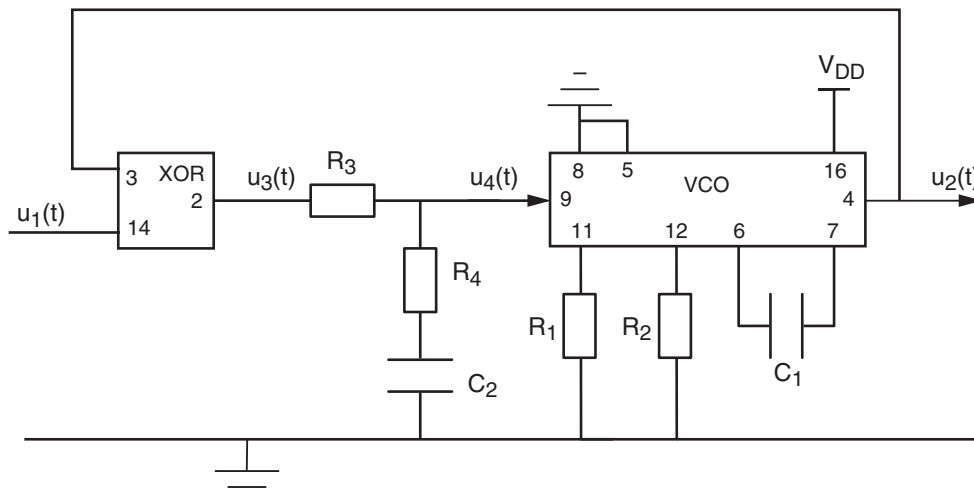 V_DD
XOR
3
2
14
u_1(t)
u_3(t)
R_3
u_4(t)
8
5
16
VCO
9
4
u_2(t)
11
12
6
7
R_4
R_1
R_2
C_1
C_2